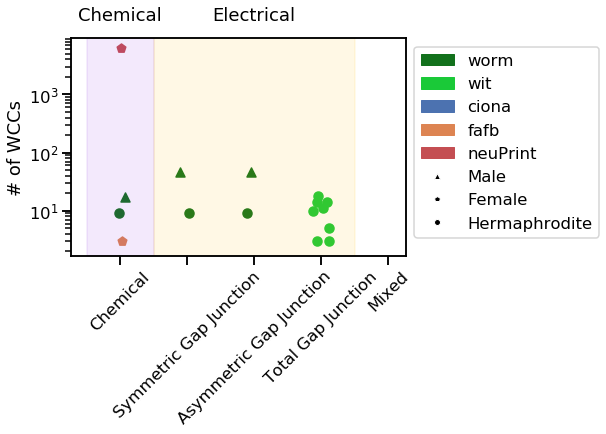 Chemical Electrical
# of WCCs
10³
10²
10¹
Chemical
Symmetric Gap Junction
Asymmetric Gap Junction
Total Gap Junction
Mixed
worm
wit
ciona
fafb
neuPrint
Male
Female
Hermaphrodite